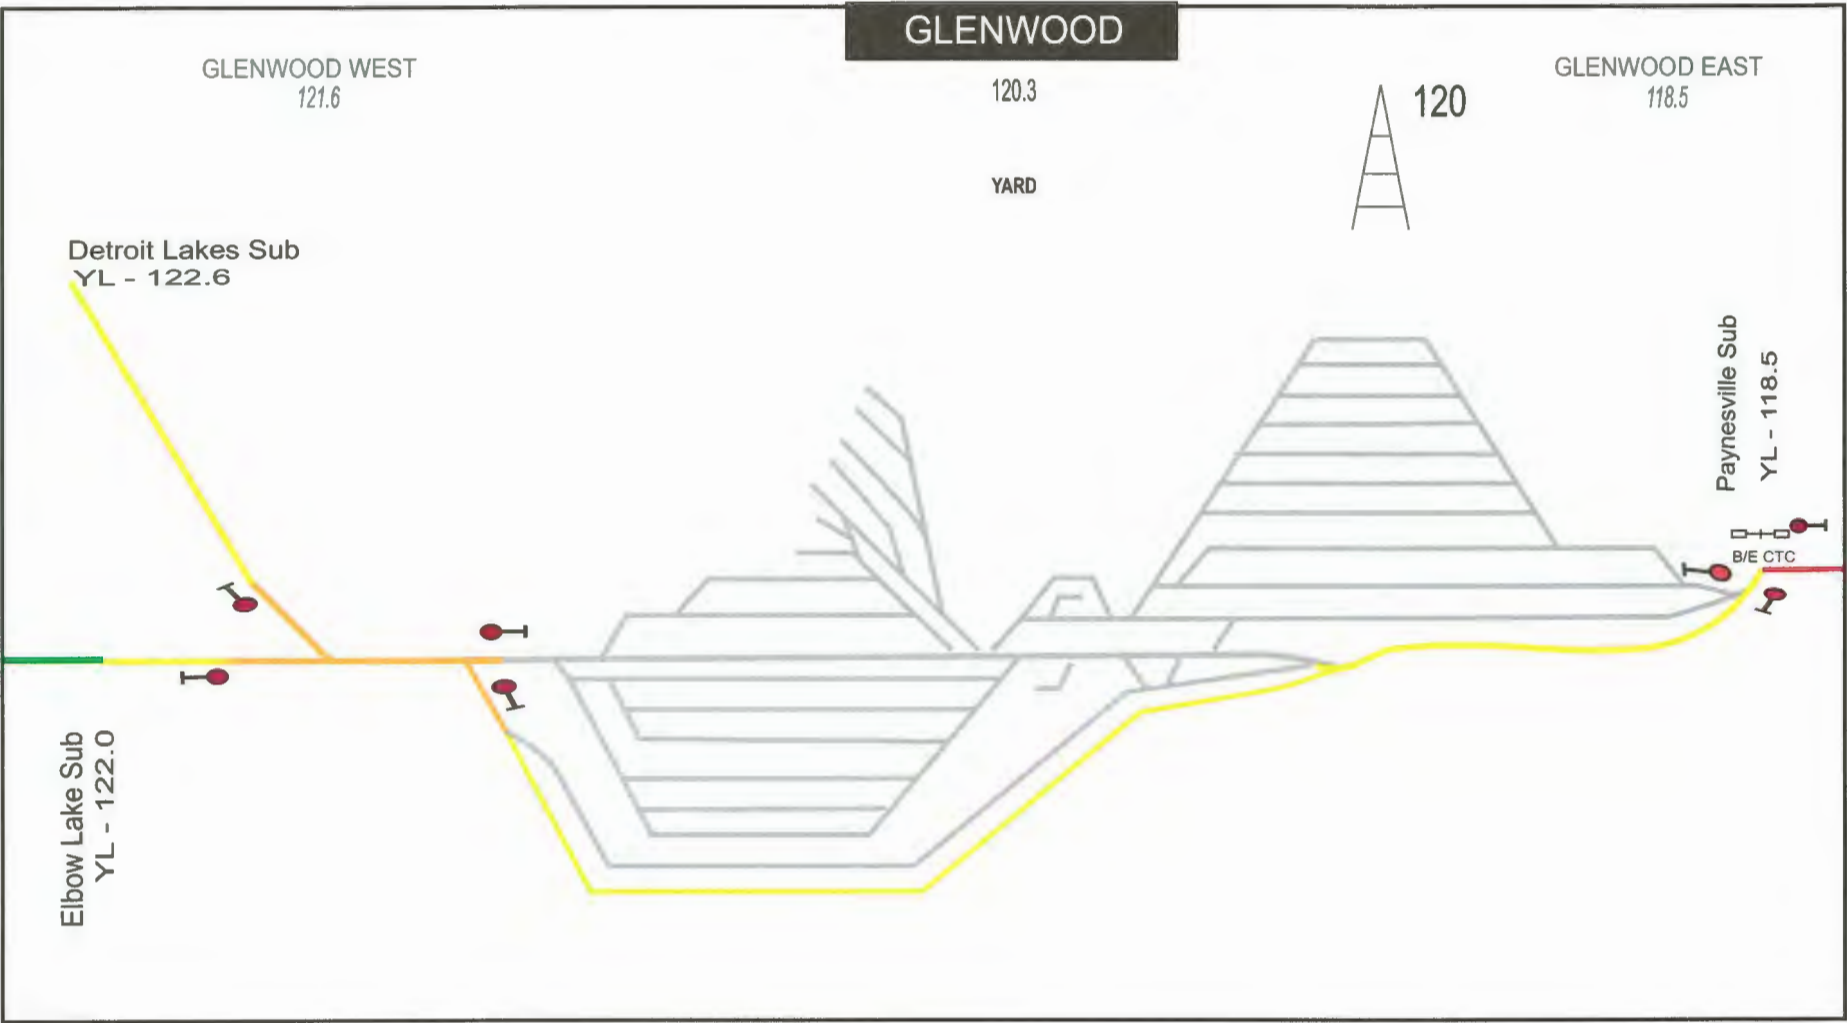 GLENWOOD
GLENWOOD WEST
121.6
120.3
120
GLENWOOD EAST
118.5
YARD
Detroit Lakes Sub
YL - 122.6
Paynesville Sub
YL - 118.5
B/E CTC
Elbow Lake Sub
YL - 122.0